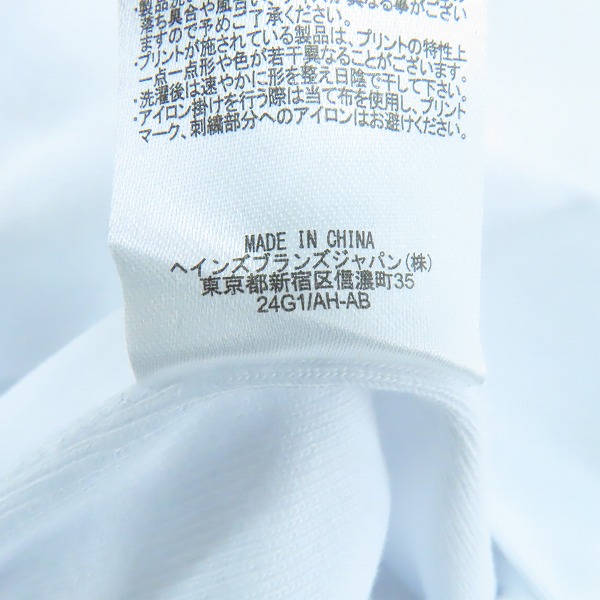 ・製品洗
落ち具合や風合
ますので予めご了承ください。
・プリントが施されている製品は、プリントの特性上
一点一点形や色が若干異なることがございます。
・洗濯後は速やかに形を整え日陰で干して下さい。
・アイロン掛けを行う際は当て布を使用し、プリント
マーク、刺繍部分へのアイロンはお避けください。
MADE IN CHINA
ヘインズブランズジャパン(株)
東京都新宿区信濃町35
24G1/AH-AB